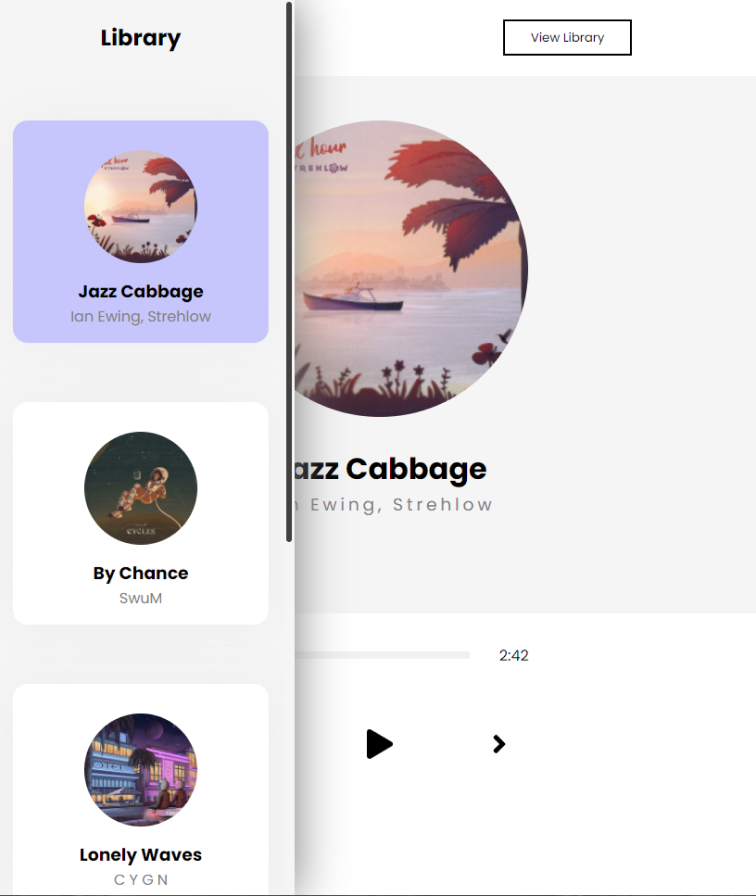 Library
Jazz Cabbage
Ian Ewing, Strehlow
By Chance
SwuM
Lonely Waves
CYGN
View Library
hour
STREHLOW
azz Cabbage
Ewing, Strehlow
2:42
CYCLES